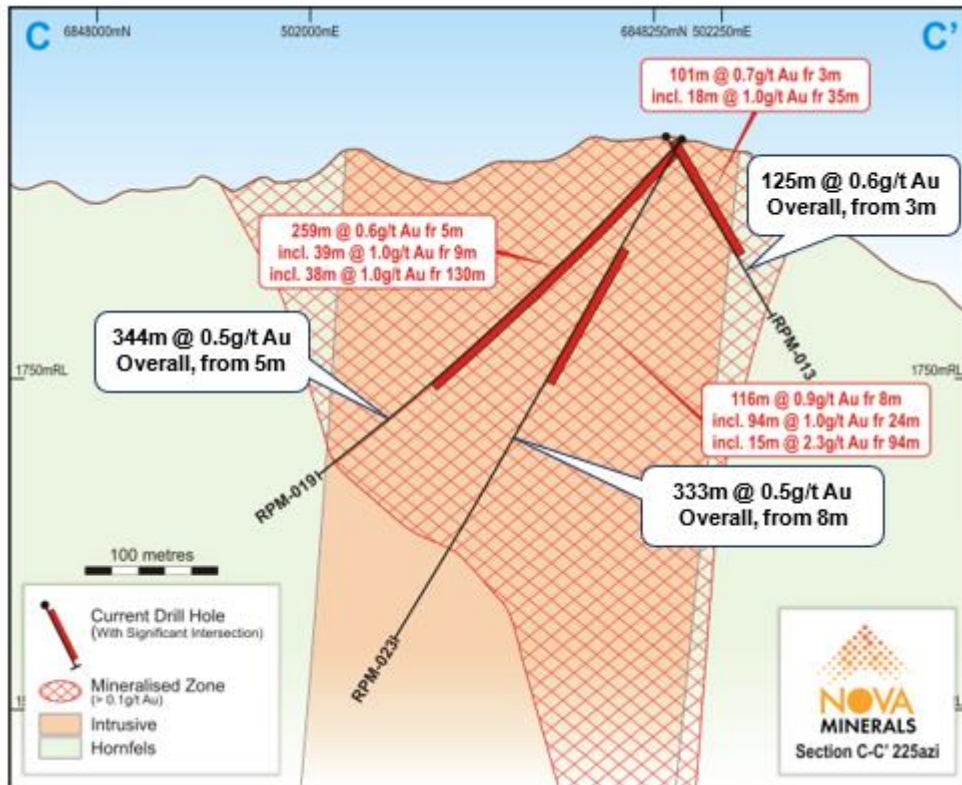 C
6848000mN
502000mE
6848250mN
502250mE
C'
101m @ 0.7g/t Au fr 3m
incl. 18m @ 1.0g/t Au fr 35m
125m @ 0.6g/t Au
Overall, from 3m
259m @ 0.6g/t Au fr 5m
incl. 39m @ 1.0g/t Au fr 9m
incl. 38m @ 1.0g/t Au fr 130m
344m @ 0.5g/t Au
Overall, from 5m
RPM-013
1750mRL
1750mRL
116m @ 0.9g/t Au fr 8m
incl. 94m @ 1.0g/t Au fr 24m
incl. 15m @ 2.3g/t Au fr 94m
RPM-019
333m @ 0.5g/t Au
Overall, from 8m
100 metres
RPM-023
Current Drill Hole
(With Significant Intersection)
Mineralised Zone
(> 0.1g/t Au)
Intrusive
Hornfels
NOVA
MINERALS
Section C-C' 225azi